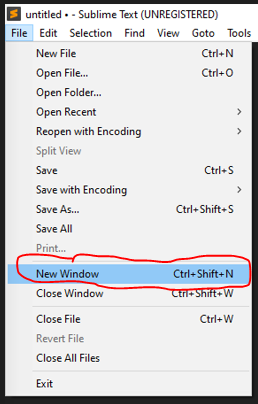 untitled • - Sublime Text (UNREGISTERED)
File Edit Selection Find View Goto Tools
New File Ctrl+N
Open File... Ctrl+O
Open Folder...
Open Recent
Reopen with Encoding
Split View
Save Ctrl+S
Save with Encoding
Save As... Ctrl+Shift+S
Save All
Print...
New Window Ctrl+Shift+N
Close Window Ctrl+Shift+W
Close File Ctrl+W
Revert File
Close All Files
Exit